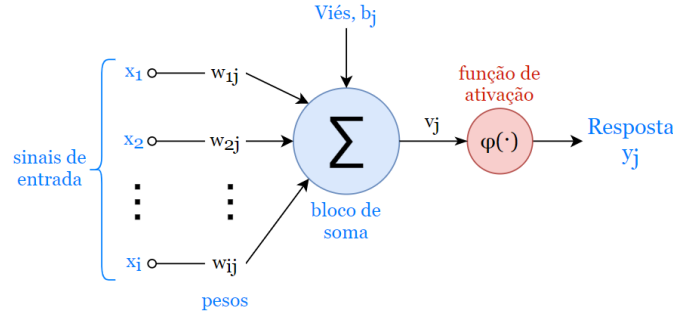 Viés, bj
x1
w1j
função de
ativação
x2
w2j
Σ
vj
φ(·)
Resposta
yj
sinais de
entrada
bloco de
soma
xi
wij
pesos